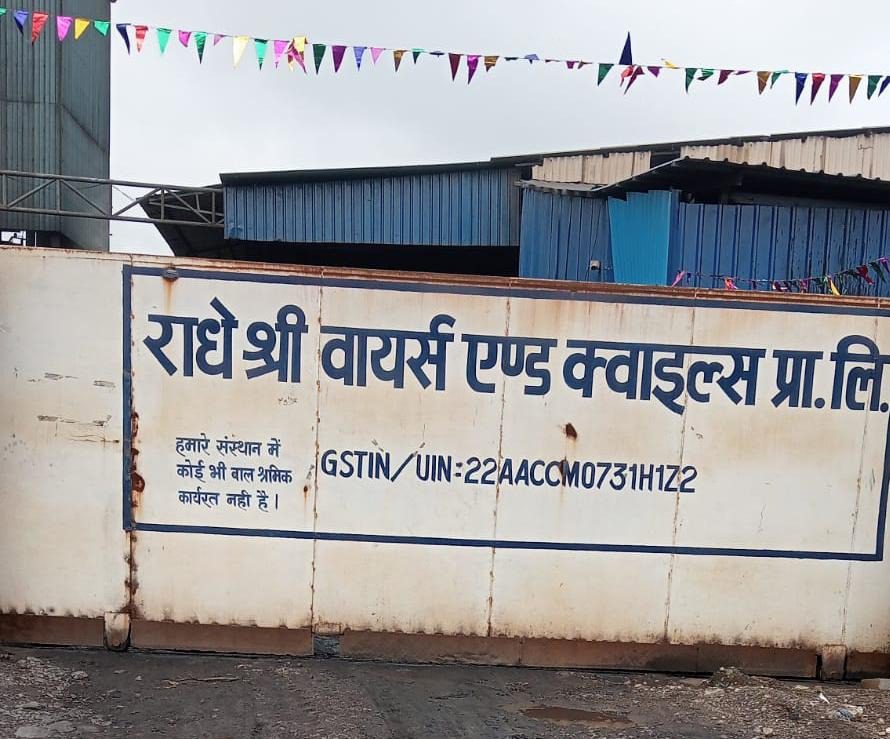 राधे श्री वायर्स एण्ड क्वाइल्स प्रा.लि.
हमारे संस्थान में
कोई भी बाल श्रमिक
कार्यरत नही है।
GSTIN/UIN:22AACCM0731H1Z2